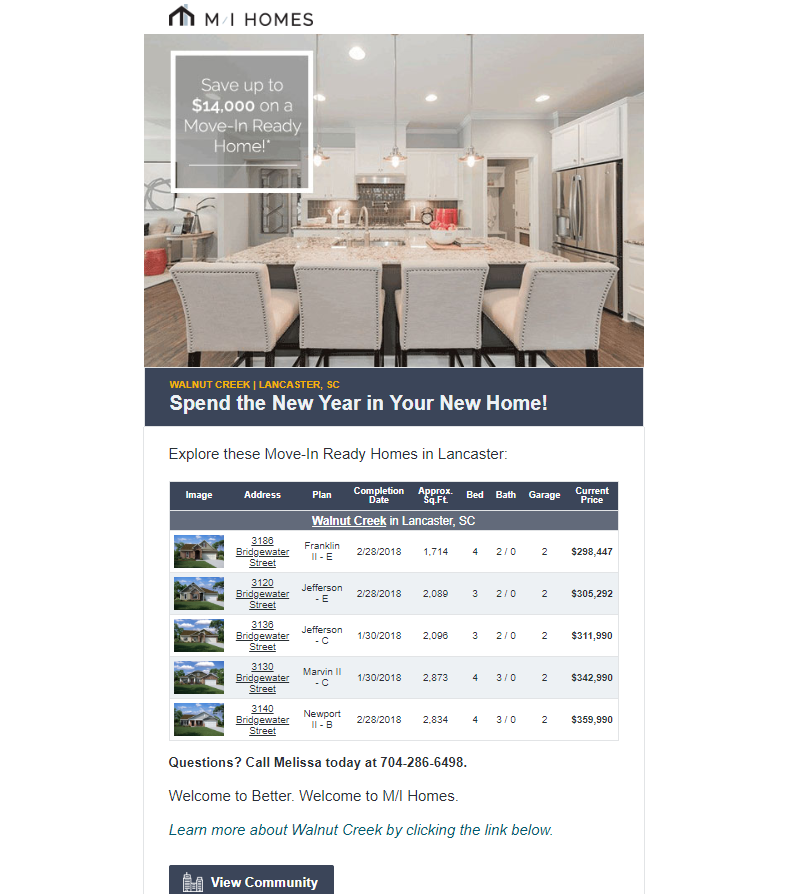 M/I HOMES
Save up to
$14,000 on a
Move-In Ready
Home!*
WALNUT CREEK | LANCASTER, SC
Spend the New Year in Your New Home!
Explore these Move-In Ready Homes in Lancaster:
Image Address Plan Completion Date Approx. Sq.Ft. Bed Bath Garage Current Price
Walnut Creek in Lancaster, SC
3186 Bridgewater Street Franklin II - E 2/28/2018 1,714 4 2 / 0 2 $298,447
3120 Bridgewater Street Jefferson - E 2/28/2018 2,089 3 2 / 0 2 $305,292
3136 Bridgewater Street Jefferson - C 1/30/2018 2,096 3 2 / 0 2 $311,990
3130 Bridgewater Street Marvin II - C 1/30/2018 2,873 4 3 / 0 2 $342,990
3140 Bridgewater Street Newport II - B 2/28/2018 2,834 4 3 / 0 2 $359,990
Questions? Call Melissa today at 704-286-6498.
Welcome to Better. Welcome to M/I Homes.
Learn more about Walnut Creek by clicking the link below.
View Community